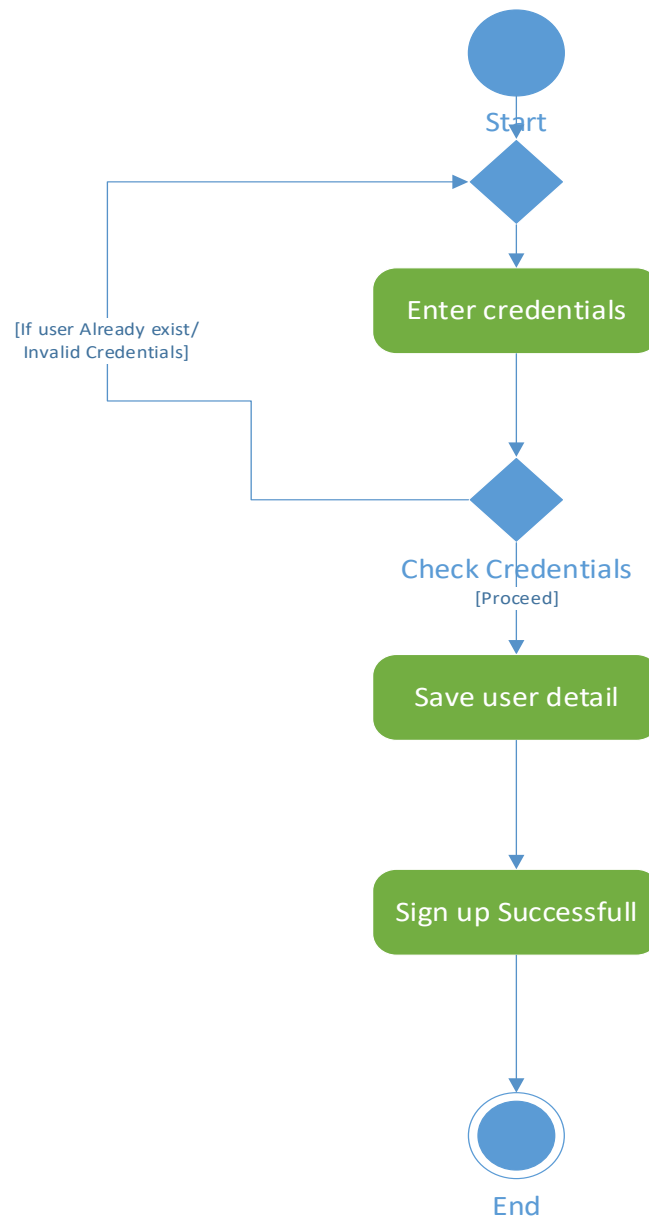 Start
Enter credentials
[If user Already exist/
Invalid Credentials]
Check Credentials
[Proceed]
Save user detail
Sign up Successfull
End